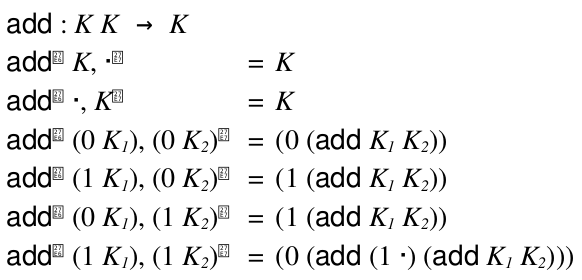 add : K K → K
add⟦ K, ·⟧ = K
add⟦ ·, K⟧ = K
add⟦ (0 K₁), (0 K₂)⟧ = (0 (add K₁ K₂))
add⟦ (1 K₁), (0 K₂)⟧ = (1 (add K₁ K₂))
add⟦ (0 K₁), (1 K₂)⟧ = (1 (add K₁ K₂))
add⟦ (1 K₁), (1 K₂)⟧ = (0 (add (1 ·) (add K₁ K₂)))